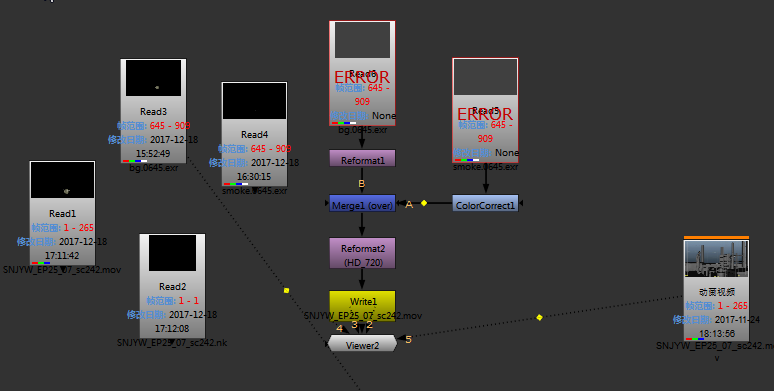 Read6
ERROR
帧范围: 645 -
909
修改日期: None
bg.0645.exr
Read5
ERROR
帧范围: 645 -
909
None
smoke.0645.exr
Read3
帧范围: 645 - 909
修改日期: 2017-12-18
15:52:49
bg.0645.exr
Read4
帧范围: 645 - 909
修改日期: 2017-12-18
16:30:15
smoke.0645.exr
Reformat1
B
Read1
帧范围: 1 - 265
修改日期: 2017-12-18
17:11:42
SNJYW_EP25_07_sc242.mov
Merge1 (over)
A
ColorCorrect1
Read2
帧范围: 1 - 1
修改日期: 2017-12-18
17:12:08
SNJYW_EP25_07_sc242.nk
Reformat2
(HD_720)
Write1
SNJYW_EP25_07_sc242.mov
4
3
2
5
Viewer2
动画视频
帧范围: 1 - 265
修改日期: 2017-11-24
18:13:56
SNJYW_EP25_07_sc242.mo
v